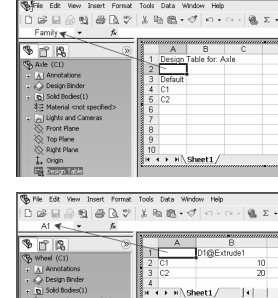 File Edit View Insert Format Tools Data Window Help
Family
fx
A B C
Axle (C1)
1 Design Table for: Axle
Annotations
2
Design Binder
3 Default
Solid Bodies(1)
4 C1
Material <not specified>
5 C2
Lights and Cameras
6
Front Plane
7
Top Plane
8
Right Plane
9
Origin
10
Design Table
Sheet1
File Edit View Insert Format Tools Data Window Help
A1
fx
A B
Wheel (C1)
1 D1@Extrude1
Annotations
2 C1 10
Design Binder
3 C2 20
Solid Bodies(1)
4
Sheet1